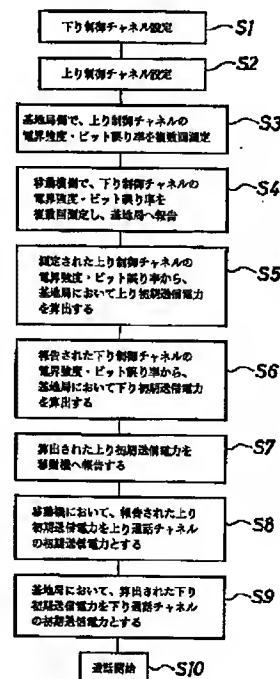 下り制御チャネル設定
S1
上り制御チャネル設定
S2
基地局側で、上り制御チャネルの
電界強度・ビット誤り率を複数回測定
S3
移動機側で、下り制御チャネルの
電界強度・ビット誤り率を
複数回測定し、基地局へ報告
S4
測定された上り制御チャネルの
電界強度・ビット誤り率から、
基地局において上り初期送信電力
を算出する
S5
報告された下り制御チャネルの
電界強度・ビット誤り率から、
基地局において下り初期送信電力
を算出する
S6
算出された上り初期送信電力を
移動機へ報告する
S7
移動機において、報告された上り
初期送信電力を上り通話チャネル
の初期送信電力とする
S8
基地局において、算出された下り
初期送信電力を下り通話チャネル
の初期送信電力とする
S9
通話開始
S10